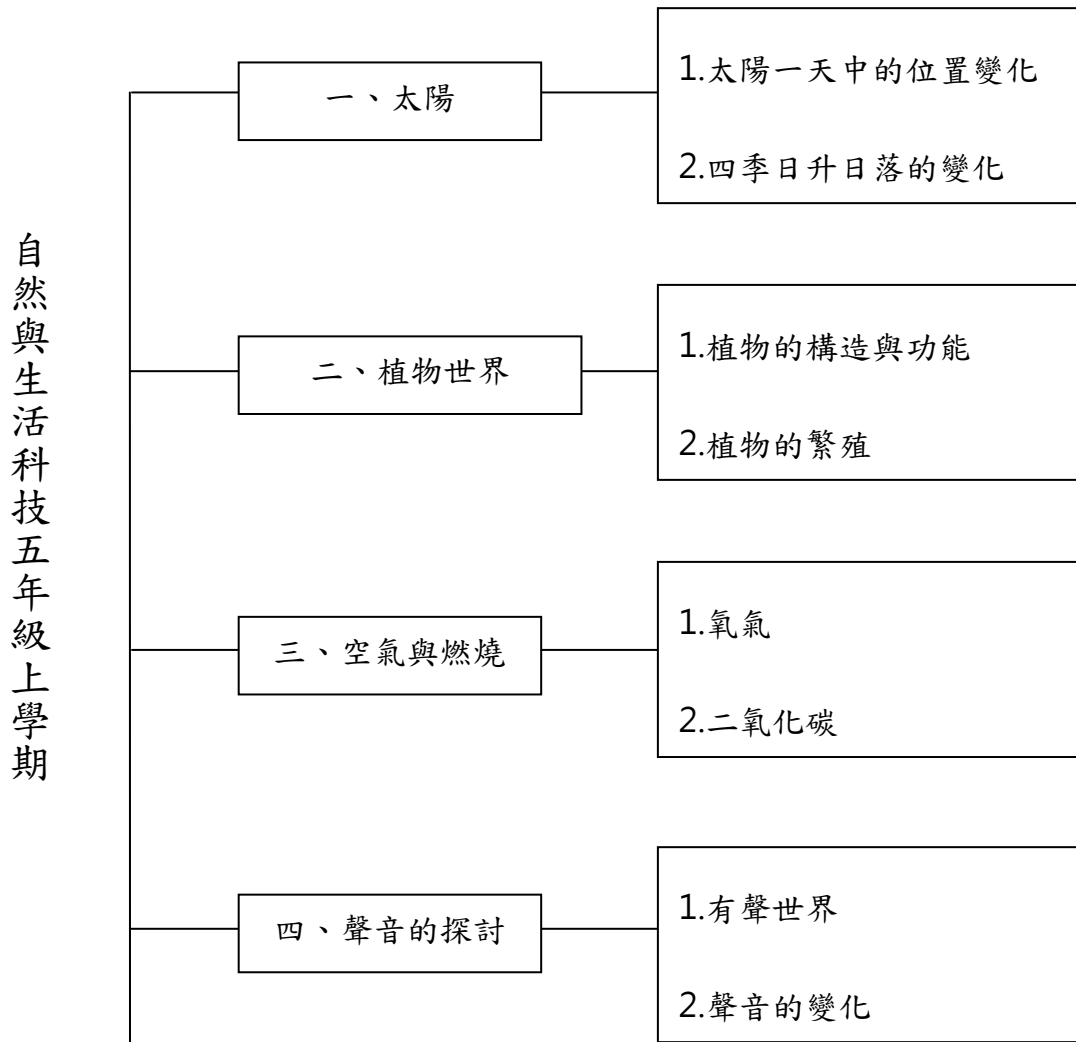 自然與生活科技五年級上學期
一、太陽
1.太陽一天中的位置變化
2.四季日升日落的變化
二、植物世界
1.植物的構造與功能
2.植物的繁殖
三、空氣與燃燒
1.氧氣
2.二氧化碳
四、聲音的探討
1.有聲世界
2.聲音的變化